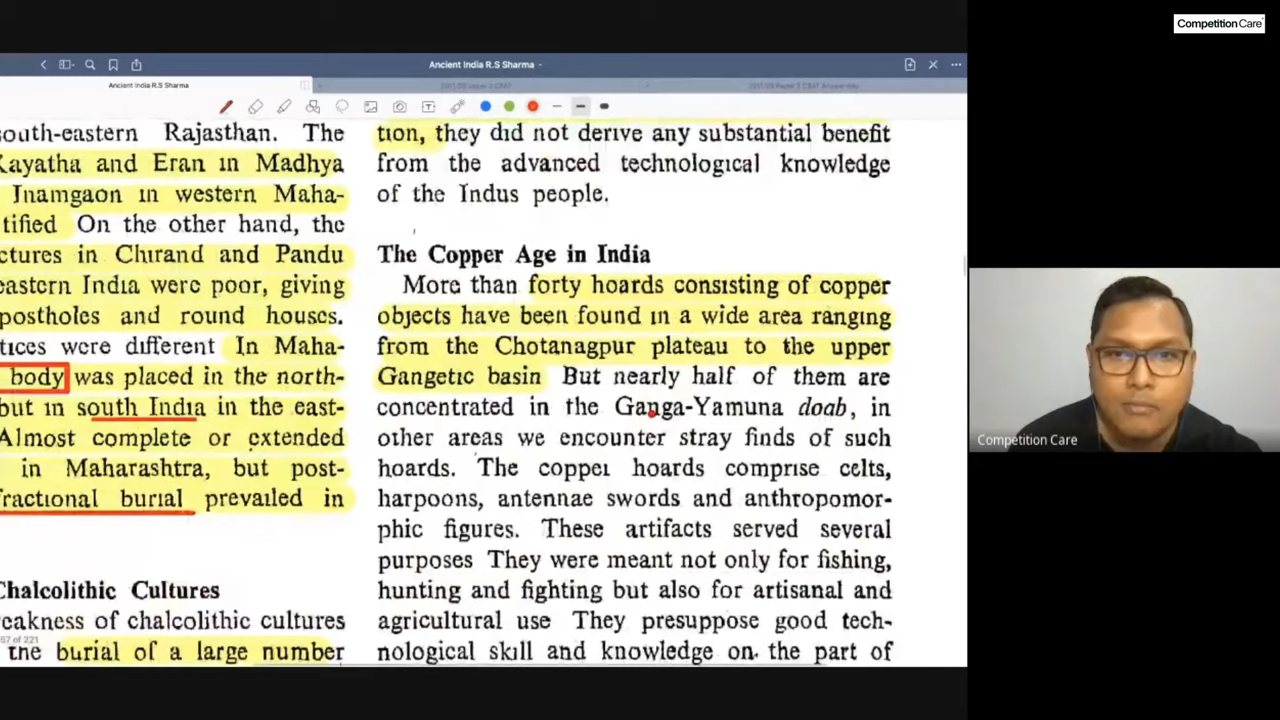 CompetitionCare
Ancient India R.S Sharma
Ancient India R.S Sharma
south-eastern Rajasthan. The
Kayatha and Eran in Madhya
Inamgaon in western Maha-
tified On the other hand, the
ctures in Chirand and Pandu
eastern India were poor, giving
postholes and round houses.
tices were different In Maha-
body was placed in the north-
but in south India in the east-
Almost complete or extended
in Maharashtra, but post-
fractional burial prevailed in
Chalcolithic Cultures
eakness of chalcolithic cultures
the burial of a large number
57 of 221
tion, they did not derive any substantial benefit
from the advanced technological knowledge
of the Indus people.
The Copper Age in India
More than forty hoards consisting of copper
objects have been found in a wide area ranging
from the Chotanagpur plateau to the upper
Gangetic basin But nearly half of them are
concentrated in the Ganga-Yamuna doab, in
other areas we encounter stray finds of such
hoards. The copper hoards comprise celts,
harpoons, antennae swords and anthropomor-
phic figures. These artifacts served several
purposes They were meant not only for fishing,
hunting and fighting but also for artisanal and
agricultural use They presuppose good tech-
nological skill and knowledge on the part of
Competition Care